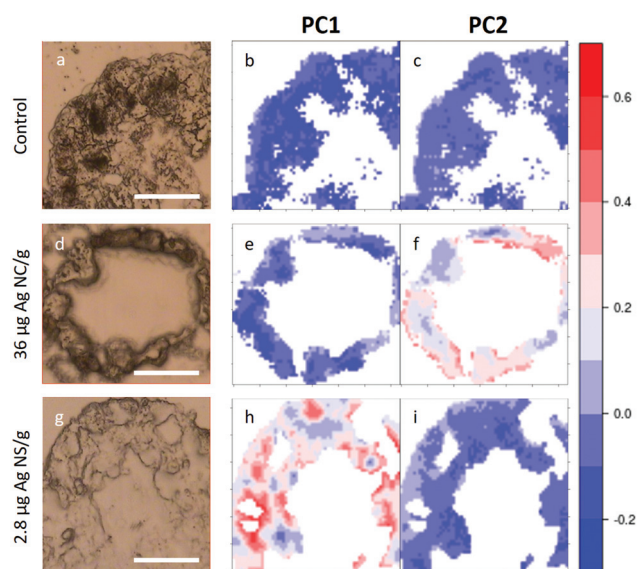 PC1 PC2
Control
a b c
0.6
0.4
36 µg Ag NC/g
d e f
0.2
0.0
2.8 µg Ag NS/g
g h i
-0.2